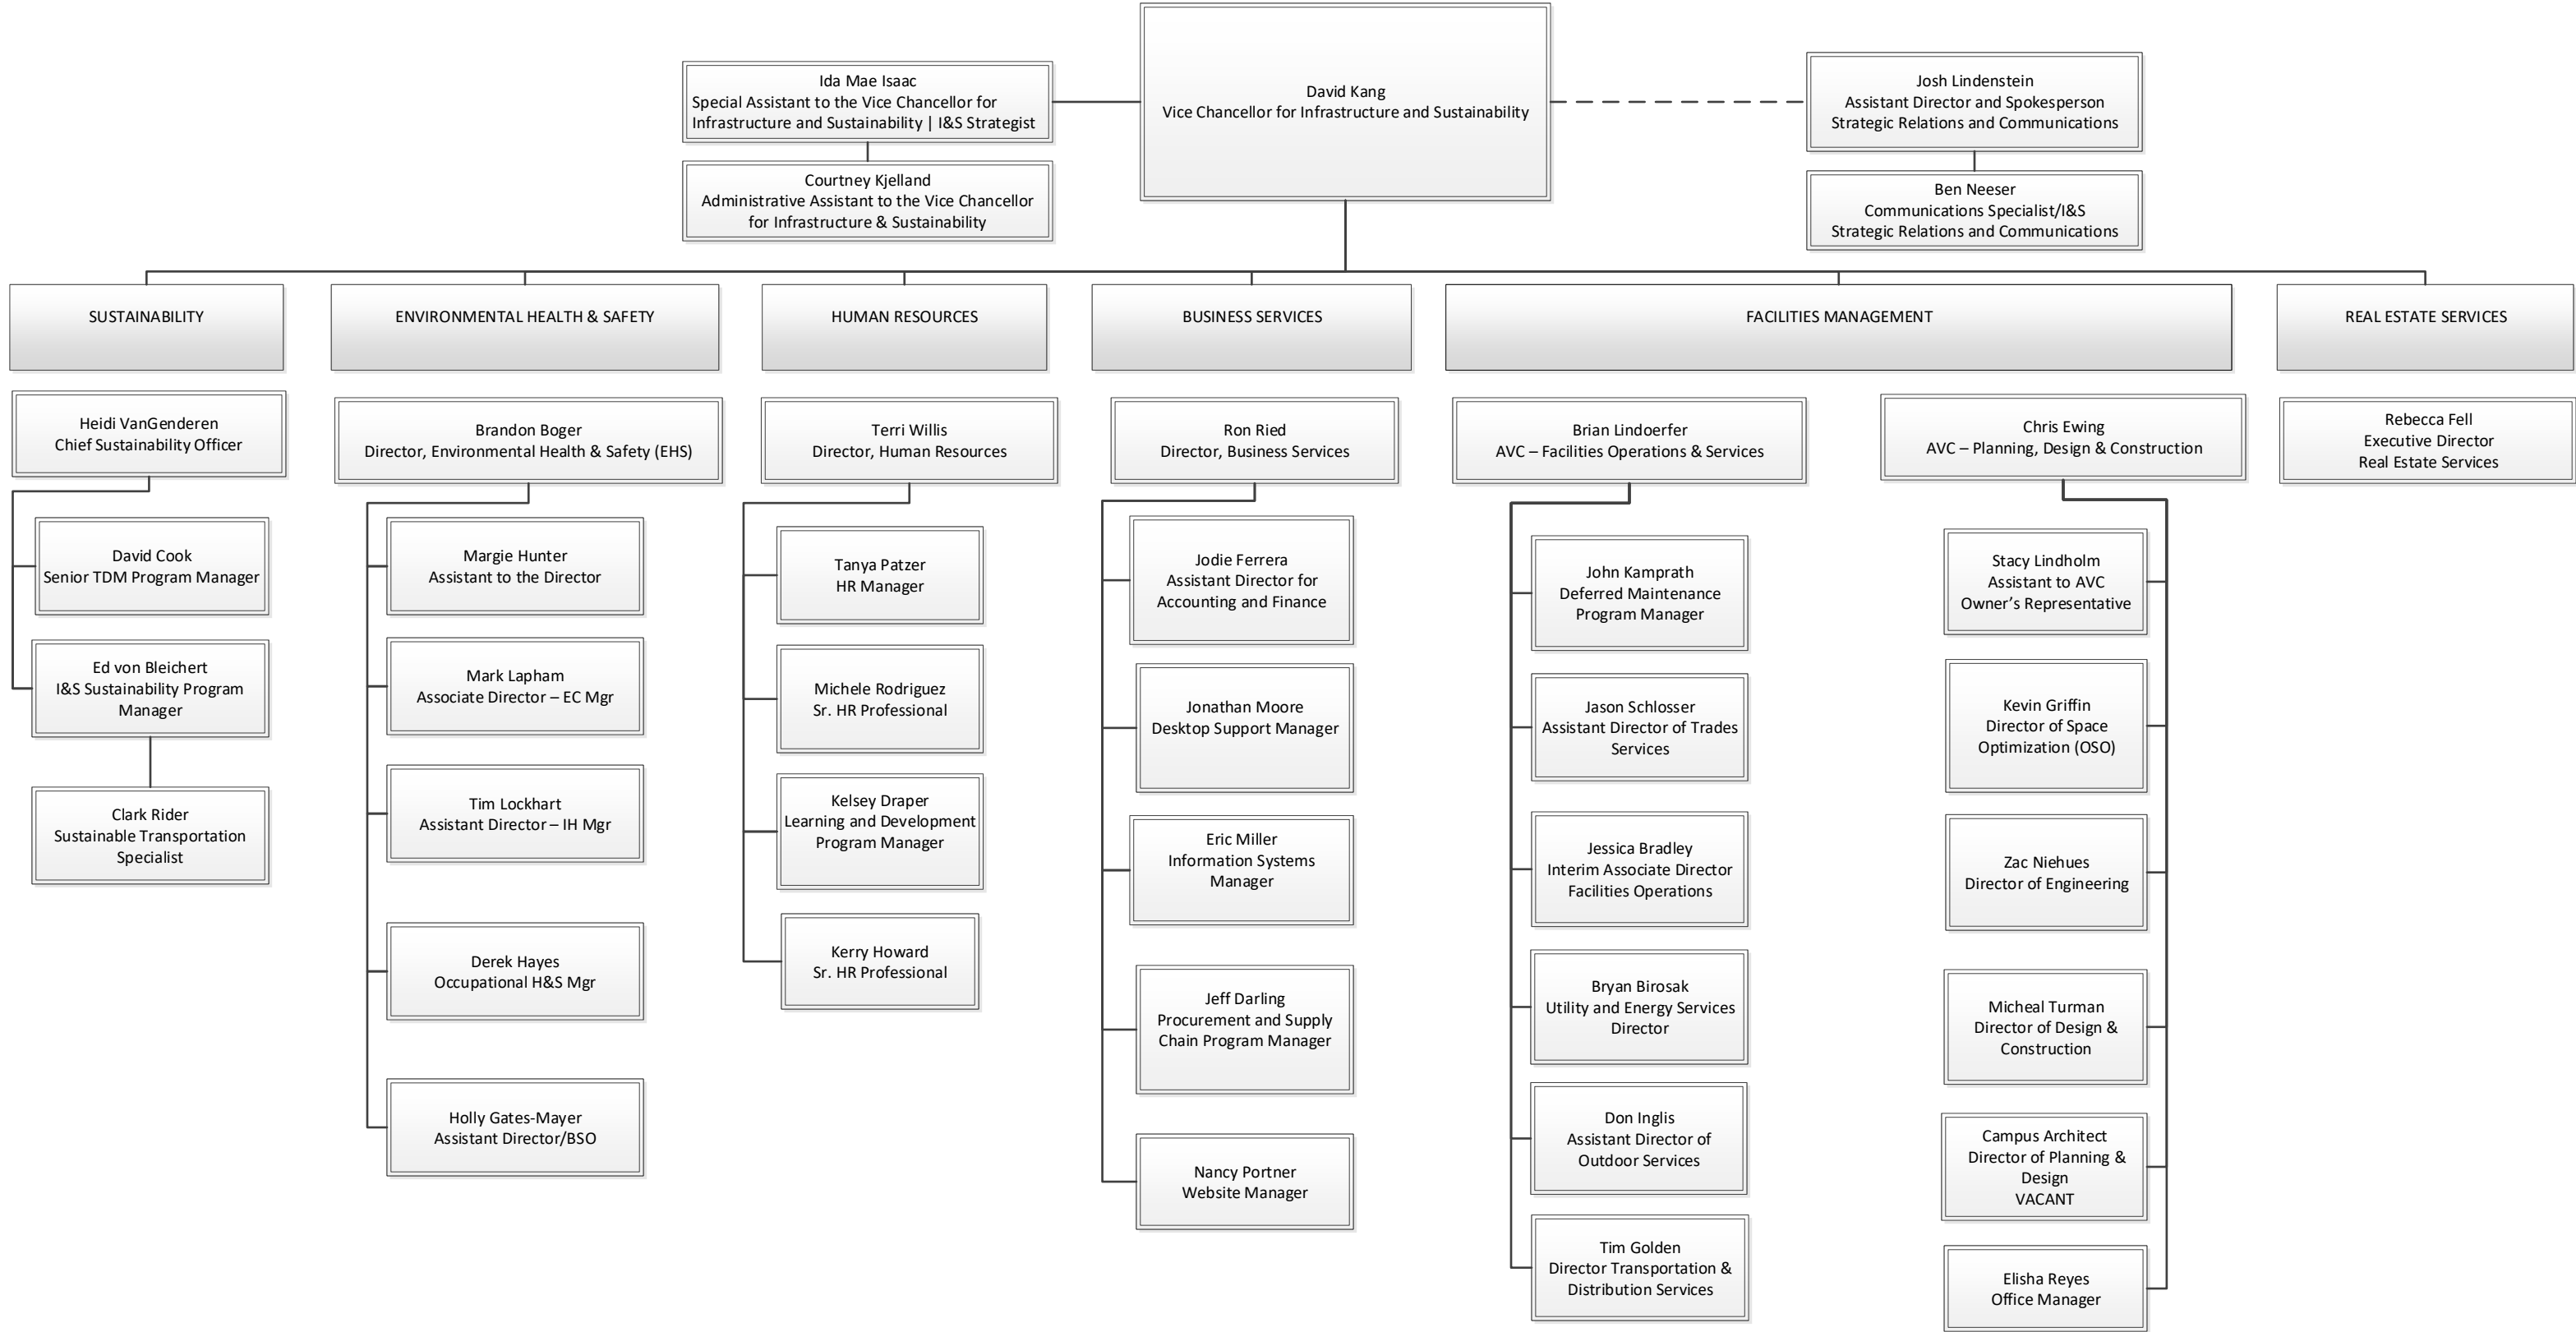 Ida Mae Isaac
Special Assistant to the Vice Chancellor for
Infrastructure and Sustainability | I&S Strategist
Courtney Kjelland
Administrative Assistant to the Vice Chancellor
for Infrastructure & Sustainability
David Kang
Vice Chancellor for Infrastructure and Sustainability
Josh Lindenstein
Assistant Director and Spokesperson
Strategic Relations and Communications
Ben Neeser
Communications Specialist/I&S
Strategic Relations and Communications
SUSTAINABILITY
Heidi VanGenderen
Chief Sustainability Officer
David Cook
Senior TDM Program Manager
Ed von Bleichert
I&S Sustainability Program
Manager
Clark Rider
Sustainable Transportation
Specialist
ENVIRONMENTAL HEALTH & SAFETY
Brandon Boger
Director, Environmental Health & Safety (EHS)
Margie Hunter
Assistant to the Director
Mark Lapham
Associate Director – EC Mgr
Tim Lockhart
Assistant Director – IH Mgr
Derek Hayes
Occupational H&S Mgr
Holly Gates-Mayer
Assistant Director/BSO
HUMAN RESOURCES
Terri Willis
Director, Human Resources
Tanya Patzer
HR Manager
Michele Rodriguez
Sr. HR Professional
Kelsey Draper
Learning and Development
Program Manager
Kerry Howard
Sr. HR Professional
BUSINESS SERVICES
Ron Ried
Director, Business Services
Jodie Ferrera
Assistant Director for
Accounting and Finance
Jonathan Moore
Desktop Support Manager
Eric Miller
Information Systems
Manager
Jeff Darling
Procurement and Supply
Chain Program Manager
Nancy Portner
Website Manager
FACILITIES MANAGEMENT
Brian Lindoerfer
AVC – Facilities Operations & Services
John Kamprath
Deferred Maintenance
Program Manager
Jason Schlosser
Assistant Director of Trades
Services
Jessica Bradley
Interim Associate Director
Facilities Operations
Bryan Birosak
Utility and Energy Services
Director
Don Inglis
Assistant Director of
Outdoor Services
Tim Golden
Director Transportation &
Distribution Services
Chris Ewing
AVC – Planning, Design & Construction
Stacy Lindholm
Assistant to AVC
Owner’s Representative
Kevin Griffin
Director of Space
Optimization (OSO)
Zac Niehues
Director of Engineering
Micheal Turman
Director of Design &
Construction
Campus Architect
Director of Planning &
Design
VACANT
Elisha Reyes
Office Manager
REAL ESTATE SERVICES
Rebecca Fell
Executive Director
Real Estate Services